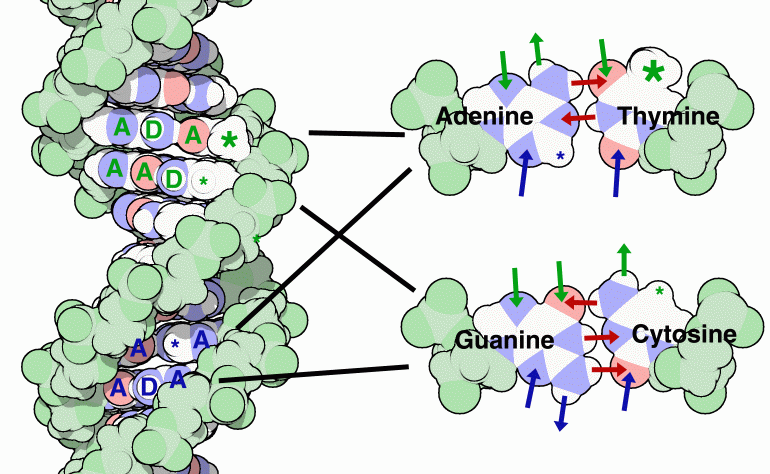 A D A *
A A D *
*
A * A
A D A
*
Adenine Thymine
*
*
Guanine Cytosine